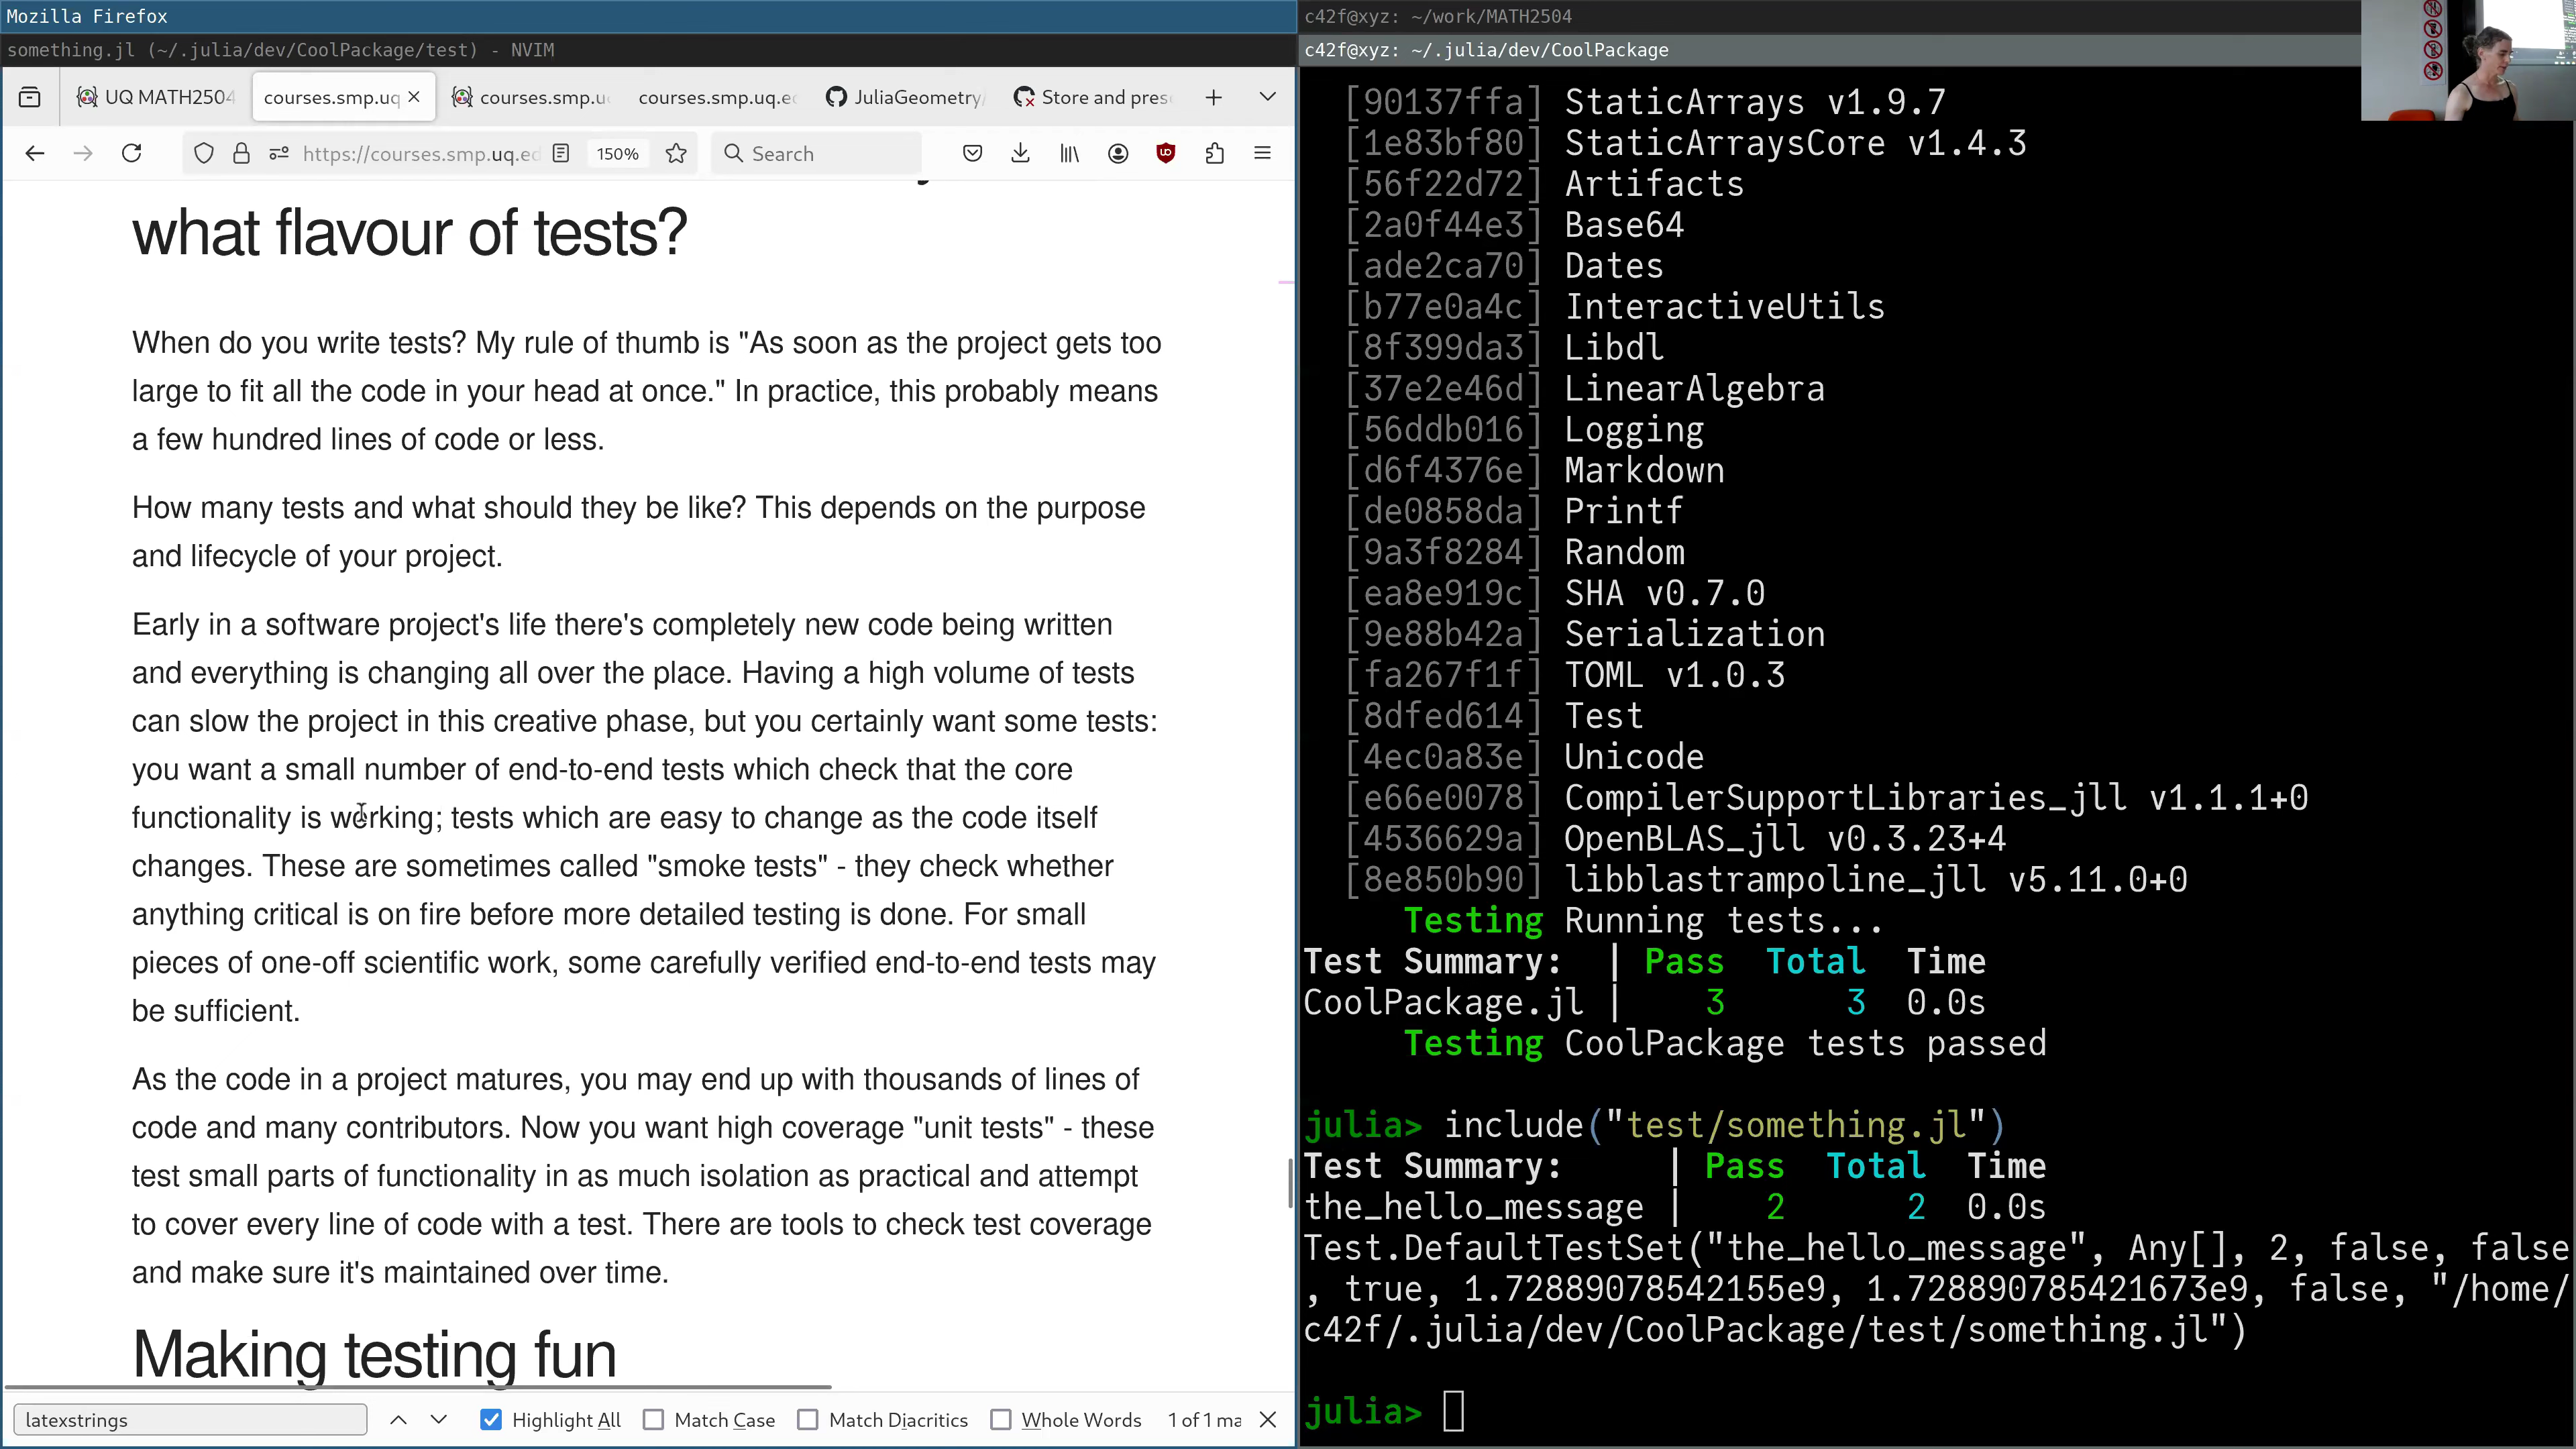 Mozilla Firefox
something.jl (~/.julia/dev/CoolPackage/test) - NVIM
UQ MATH2504
courses.smp.uq
courses.smp.u
courses.smp.uq.e
JuliaGeometry
Store and pres
https://courses.smp.uq.ed
150%
Search
what flavour of tests?
When do you write tests? My rule of thumb is "As soon as the project gets too
large to fit all the code in your head at once." In practice, this probably means
a few hundred lines of code or less.
How many tests and what should they be like? This depends on the purpose
and lifecycle of your project.
Early in a software project's life there's completely new code being written
and everything is changing all over the place. Having a high volume of tests
can slow the project in this creative phase, but you certainly want some tests:
you want a small number of end-to-end tests which check that the core
functionality is working; tests which are easy to change as the code itself
changes. These are sometimes called "smoke tests" - they check whether
anything critical is on fire before more detailed testing is done. For small
pieces of one-off scientific work, some carefully verified end-to-end tests may
be sufficient.
As the code in a project matures, you may end up with thousands of lines of
code and many contributors. Now you want high coverage "unit tests" - these
test small parts of functionality in as much isolation as practical and attempt
to cover every line of code with a test. There are tools to check test coverage
and make sure it's maintained over time.
Making testing fun
latexstrings
Highlight All
Match Case
Match Diacritics
Whole Words
1 of 1 ma
c42f@xyz: ~/work/MATH2504
c42f@xyz: ~/.julia/dev/CoolPackage
[90137ffa] StaticArrays v1.9.7
[1e83bf80] StaticArraysCore v1.4.3
[56f22d72] Artifacts
[2a0f44e3] Base64
[ade2ca70] Dates
[b77e0a4c] InteractiveUtils
[8f399da3] Libdl
[37e2e46d] LinearAlgebra
[56ddb016] Logging
[d6f4376e] Markdown
[de0858da] Printf
[9a3f8284] Random
[ea8e919c] SHA v0.7.0
[9e88b42a] Serialization
[fa267f1f] TOML v1.0.3
[8dfed614] Test
[4ec0a83e] Unicode
[e66e0078] CompilerSupportLibraries_jll v1.1.1+0
[4536629a] OpenBLAS_jll v0.3.23+4
[8e850b90] libblastrampoline_jll v5.11.0+0
Testing Running tests...
Test Summary: | Pass Total Time
CoolPackage.jl | 3 3 0.0s
Testing CoolPackage tests passed
julia> include("test/something.jl")
Test Summary: | Pass Total Time
the_hello_message | 2 2 0.0s
Test.DefaultTestSet("the_hello_message", Any[], 2, false, false
, true, 1.72889078542155e9, 1.728890785421673e9, false, "/home/
c42f/.julia/dev/CoolPackage/test/something.jl")
julia>